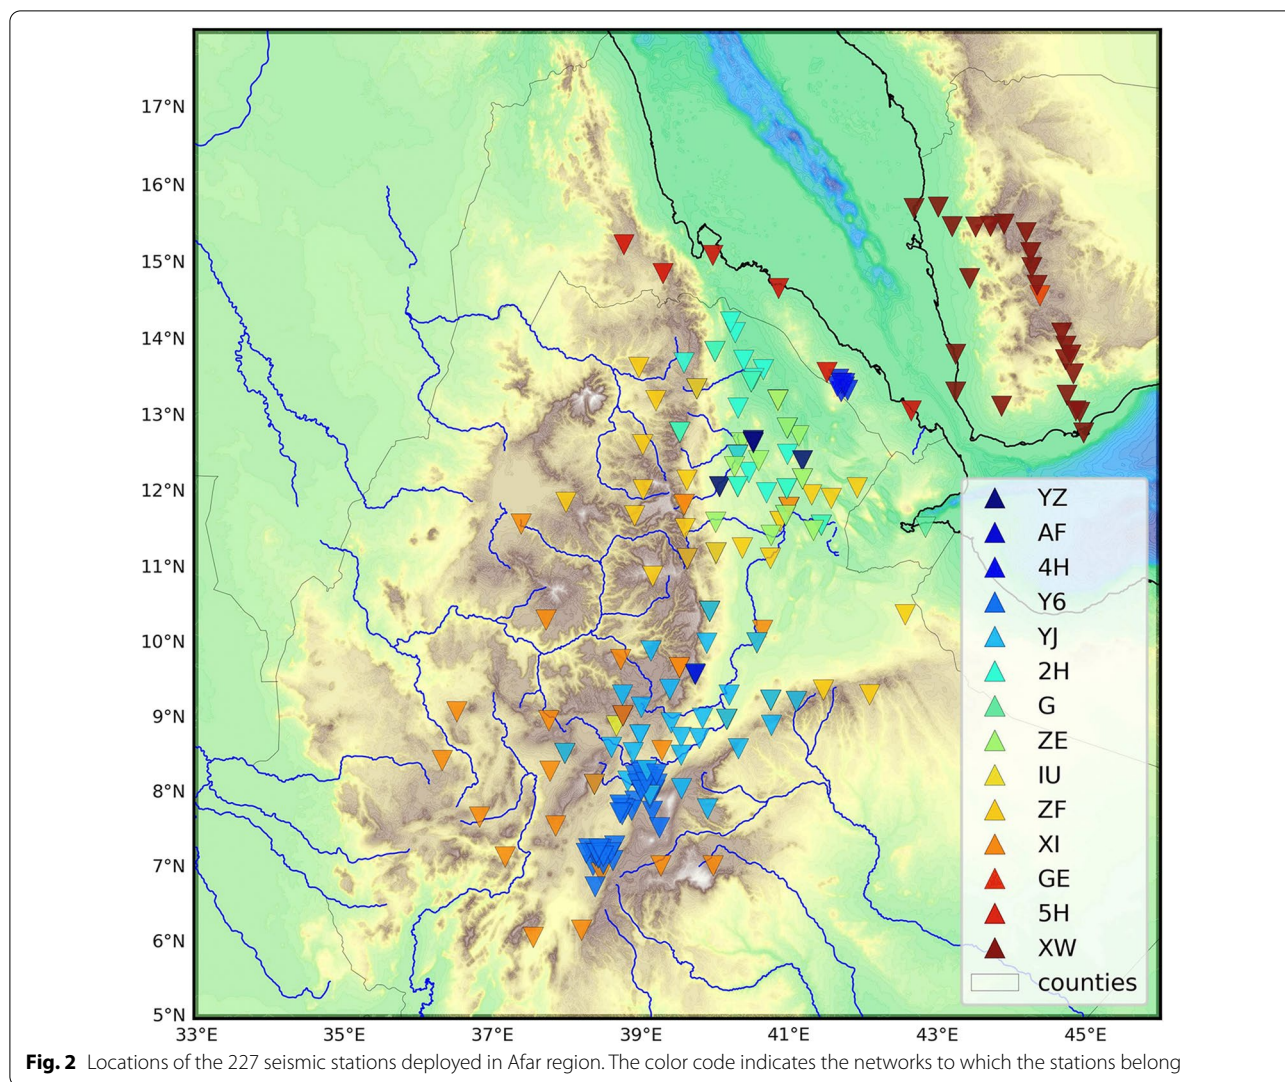 17°N
16°N
15°N
14°N
13°N
12°N
11°N
10°N
9°N
8°N
7°N
6°N
5°N
33°E
35°E
37°E
39°E
41°E
43°E
45°E
YZ
AF
4H
Y6
YJ
2H
G
ZE
IU
ZF
XI
GE
5H
XW
counties
Fig. 2 Locations of the 227 seismic stations deployed in Afar region. The color code indicates the networks to which the stations belong